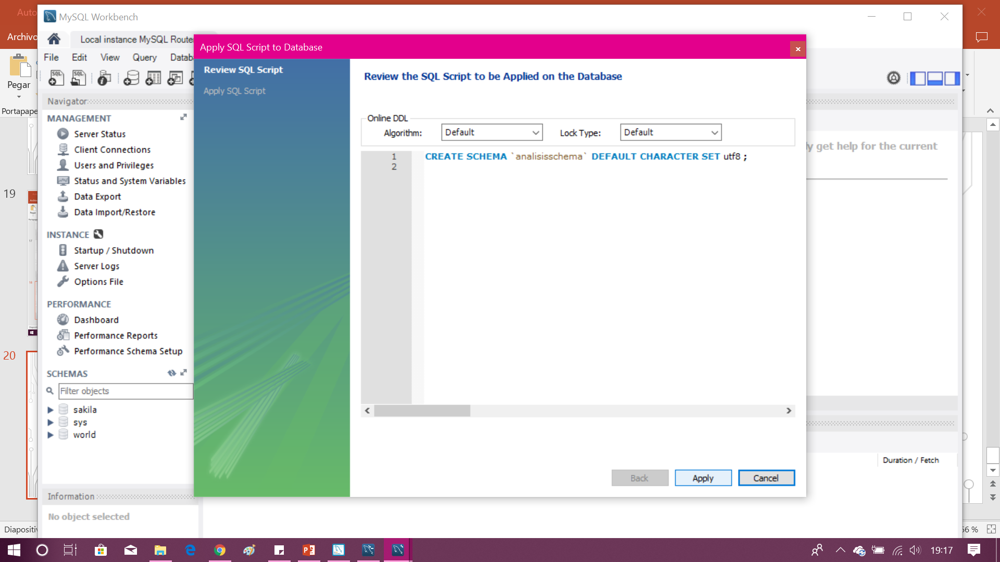 Auto
MySQL Workbench
Archivo
Local instance MySQL Route
File Edit View Query Datab
Pegar
Portapape
Navigator
MANAGEMENT
Server Status
Client Connections
Users and Privileges
Status and System Variables
Data Export
Data Import/Restore
INSTANCE
Startup / Shutdown
Server Logs
Options File
PERFORMANCE
Dashboard
Performance Reports
Performance Schema Setup
SCHEMAS
Filter objects
sakila
sys
world
Information
No object selected
19
20
Diapositiv
Apply SQL Script to Database
Review SQL Script
Apply SQL Script
Review the SQL Script to be Applied on the Database
Online DDL
Algorithm: Default Lock Type: Default
1 CREATE SCHEMA `analisisschema` DEFAULT CHARACTER SET utf8 ;
2
Back Apply Cancel
y get help for the current
Duration / Fetch
66 %
19:17